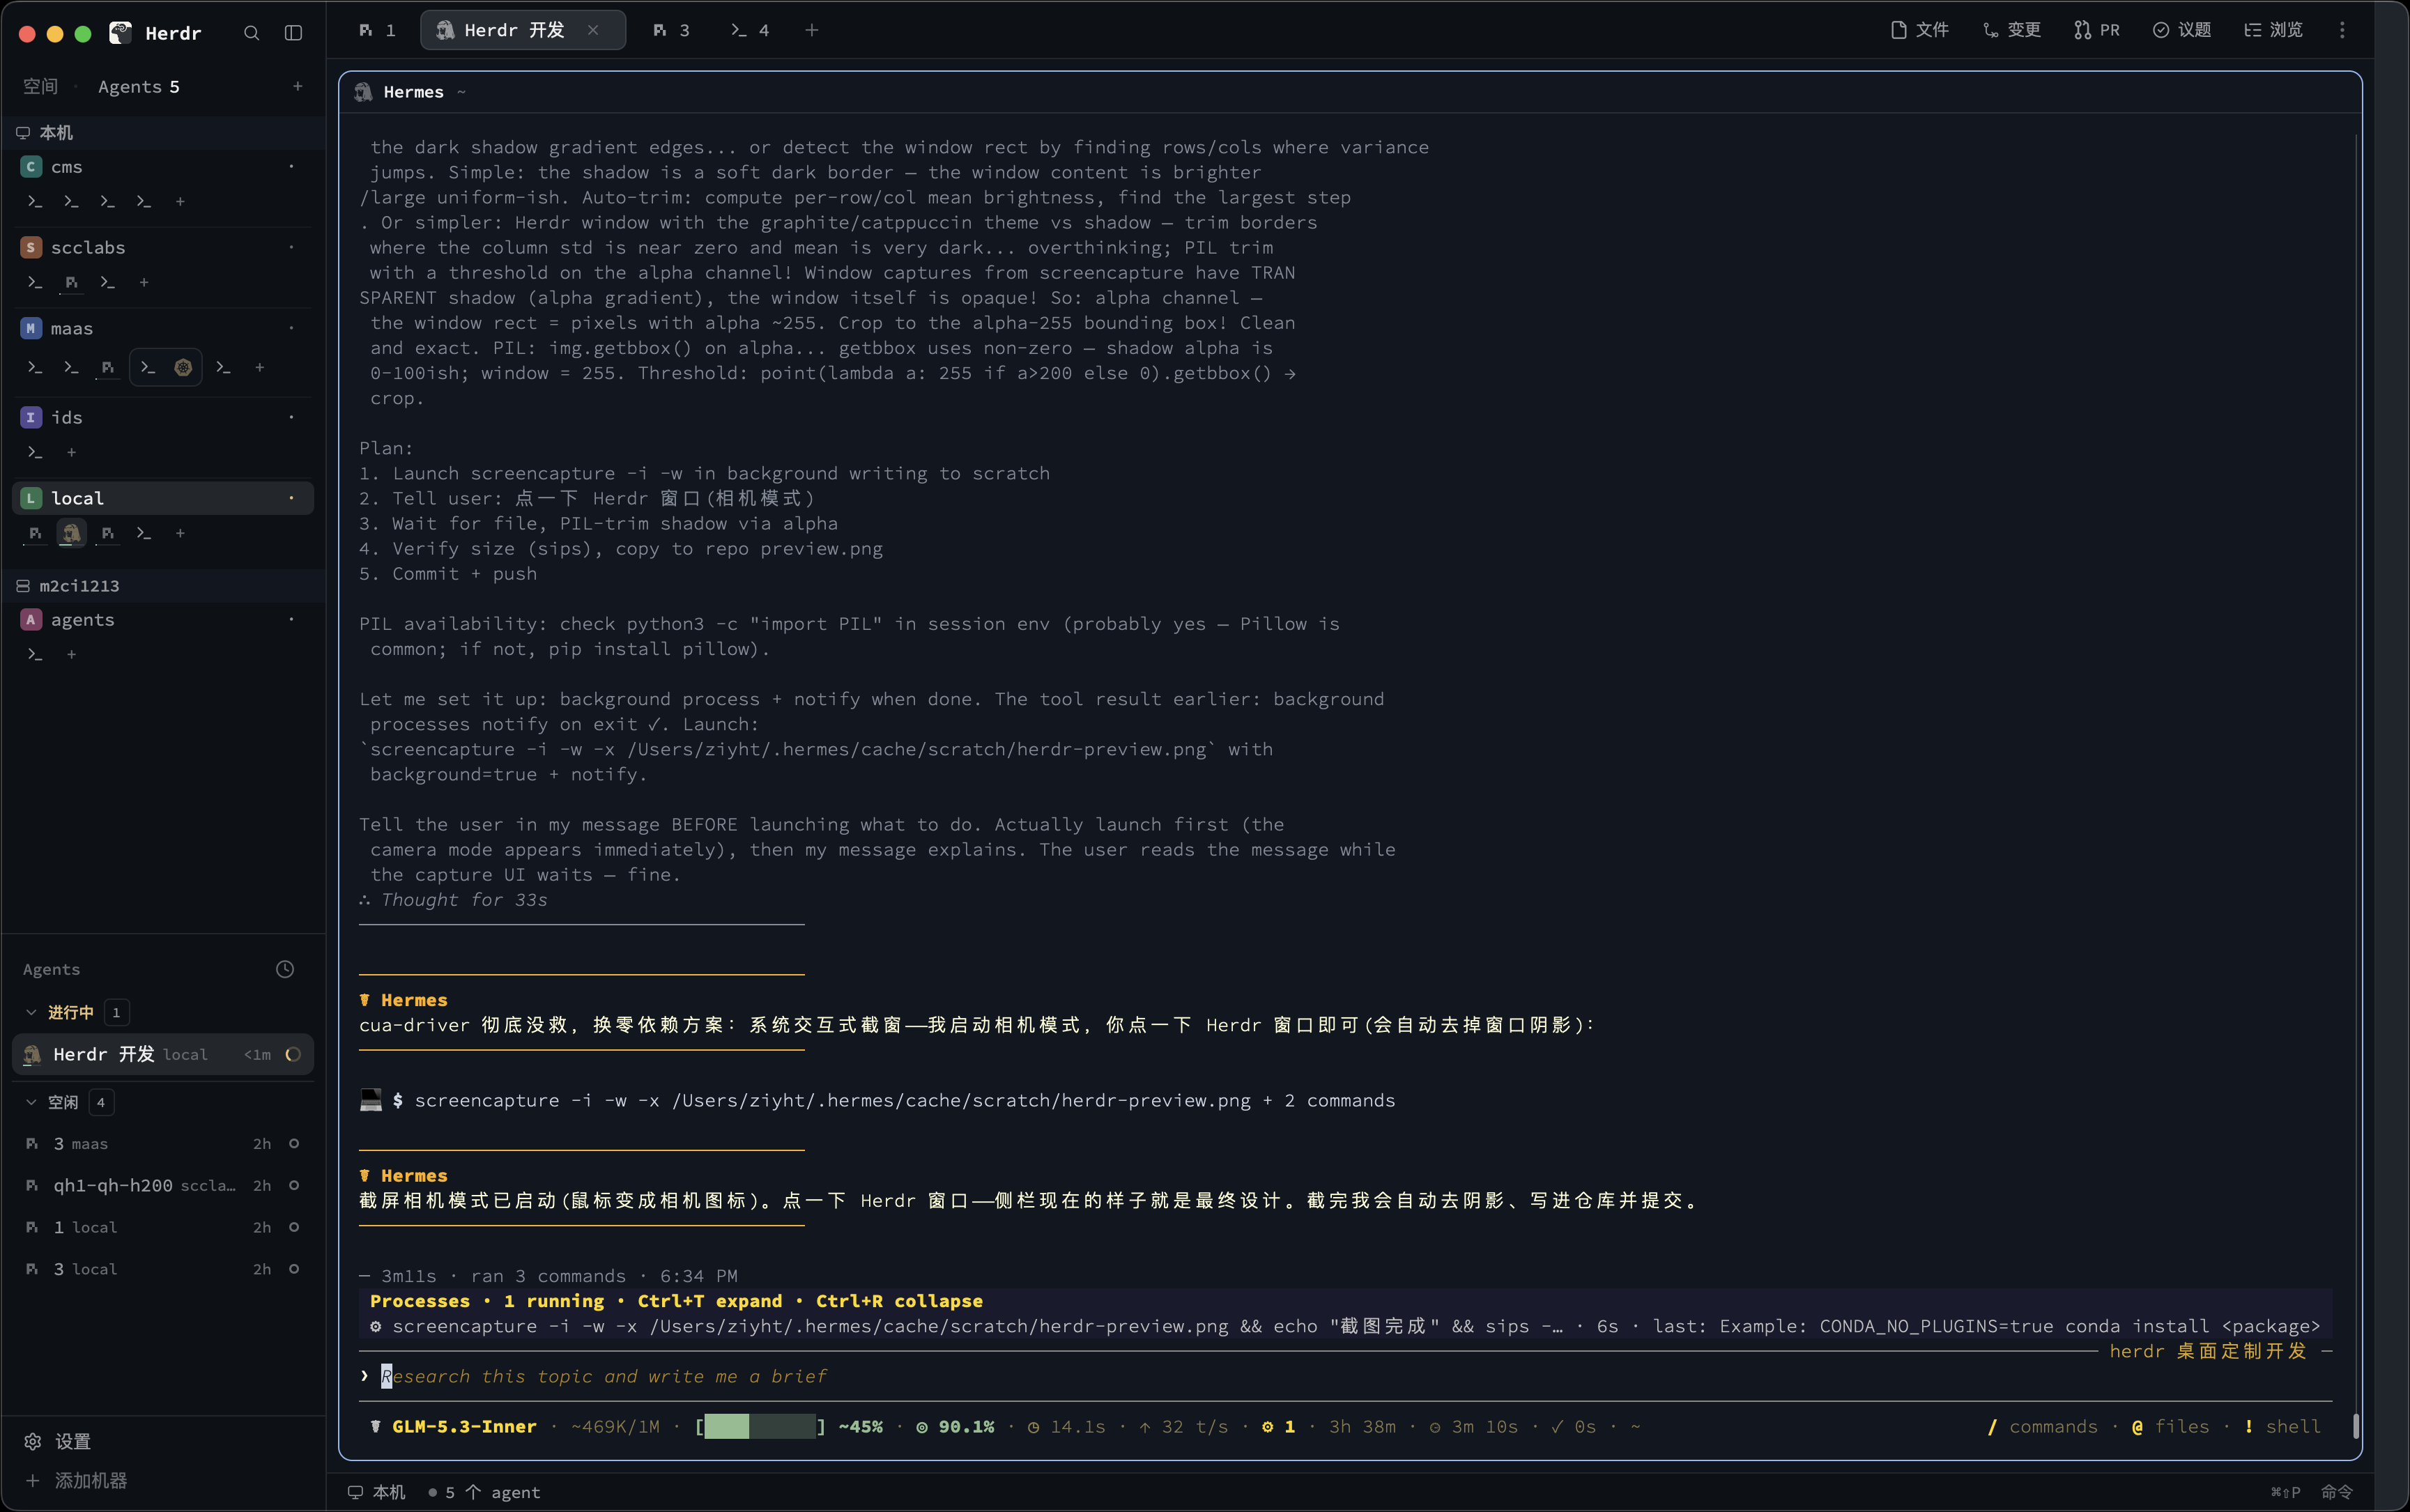 Herdr
空间 · Agents 5 +
本机
C cms
+
S scclabs
+
M maas
+
I ids
+
L local
+
m2ci1213
A agents
+
Agents
进行中 1
Herdr 开发 local <1m
空闲 4
3 maas 2h
qh1-qh-h200 sccla… 2h
1 local 2h
3 local 2h
设置
+ 添加机器
1
Herdr 开发 ×
3
>_ 4
+
文件
变更
PR
议题
浏览
Hermes ~
the dark shadow gradient edges... or detect the window rect by finding rows/cols where variance
jumps. Simple: the shadow is a soft dark border — the window content is brighter
/large uniform-ish. Auto-trim: compute per-row/col mean brightness, find the largest step
. Or simpler: Herdr window with the graphite/catppuccin theme vs shadow — trim borders
where the column std is near zero and mean is very dark... overthinking; PIL trim
with a threshold on the alpha channel! Window captures from screencapture have TRAN
SPARENT shadow (alpha gradient), the window itself is opaque! So: alpha channel —
the window rect = pixels with alpha ~255. Crop to the alpha-255 bounding box! Clean
and exact. PIL: img.getbbox() on alpha... getbbox uses non-zero — shadow alpha is
0-100ish; window = 255. Threshold: point(lambda a: 255 if a>200 else 0).getbbox() →
crop.
Plan:
1. Launch screencapture -i -w in background writing to scratch
2. Tell user: 点一下 Herdr 窗口(相机模式)
3. Wait for file, PIL-trim shadow via alpha
4. Verify size (sips), copy to repo preview.png
5. Commit + push
PIL availability: check python3 -c "import PIL" in session env (probably yes — Pillow is
common; if not, pip install pillow).
Let me set it up: background process + notify when done. The tool result earlier: background
processes notify on exit ✓. Launch:
`screencapture -i -w -x /Users/ziyht/.hermes/cache/scratch/herdr-preview.png` with
background=true + notify.
Tell the user in my message BEFORE launching what to do. Actually launch first (the
camera mode appears immediately), then my message explains. The user reads the message while
the capture UI waits — fine.
∴ Thought for 33s
Hermes
cua-driver 彻底没救, 换零依赖方案: 系统交互式截窗——我启动相机模式, 你点一下 Herdr 窗口即可(会自动去掉窗口阴影):
$ screencapture -i -w -x /Users/ziyht/.hermes/cache/scratch/herdr-preview.png + 2 commands
Hermes
截屏相机模式已启动(鼠标变成相机图标)。点一下 Herdr 窗口——侧栏现在的样子就是最终设计。截完我会自动去阴影、写进仓库并提交。
— 3m11s · ran 3 commands · 6:34 PM
Processes · 1 running · Ctrl+T expand · Ctrl+R collapse
⚙ screencapture -i -w -x /Users/ziyht/.hermes/cache/scratch/herdr-preview.png && echo "截图完成" && sips -… · 6s · last: Example: CONDA_NO_PLUGINS=true conda install <package>
herdr 桌面定制开发
❯ Research this topic and write me a brief
GLM-5.3-Inner · ~469K/1M · [ ] ~45% · ◎ 90.1% · ◷ 14.1s · ↑ 32 t/s · ⚙ 1 · 3h 38m · ⊙ 3m 10s · ✓ 0s · ~
/ commands · @ files · ! shell
本机 ● 5 个 agent
⌘⇧P 命令